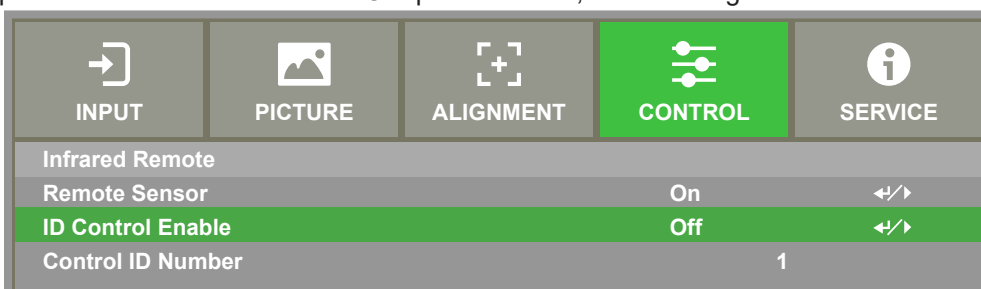 INPUT PICTURE ALIGNMENT CONTROL SERVICE
Infrared Remote
Remote Sensor On
ID Control Enable Off
Control ID Number 1